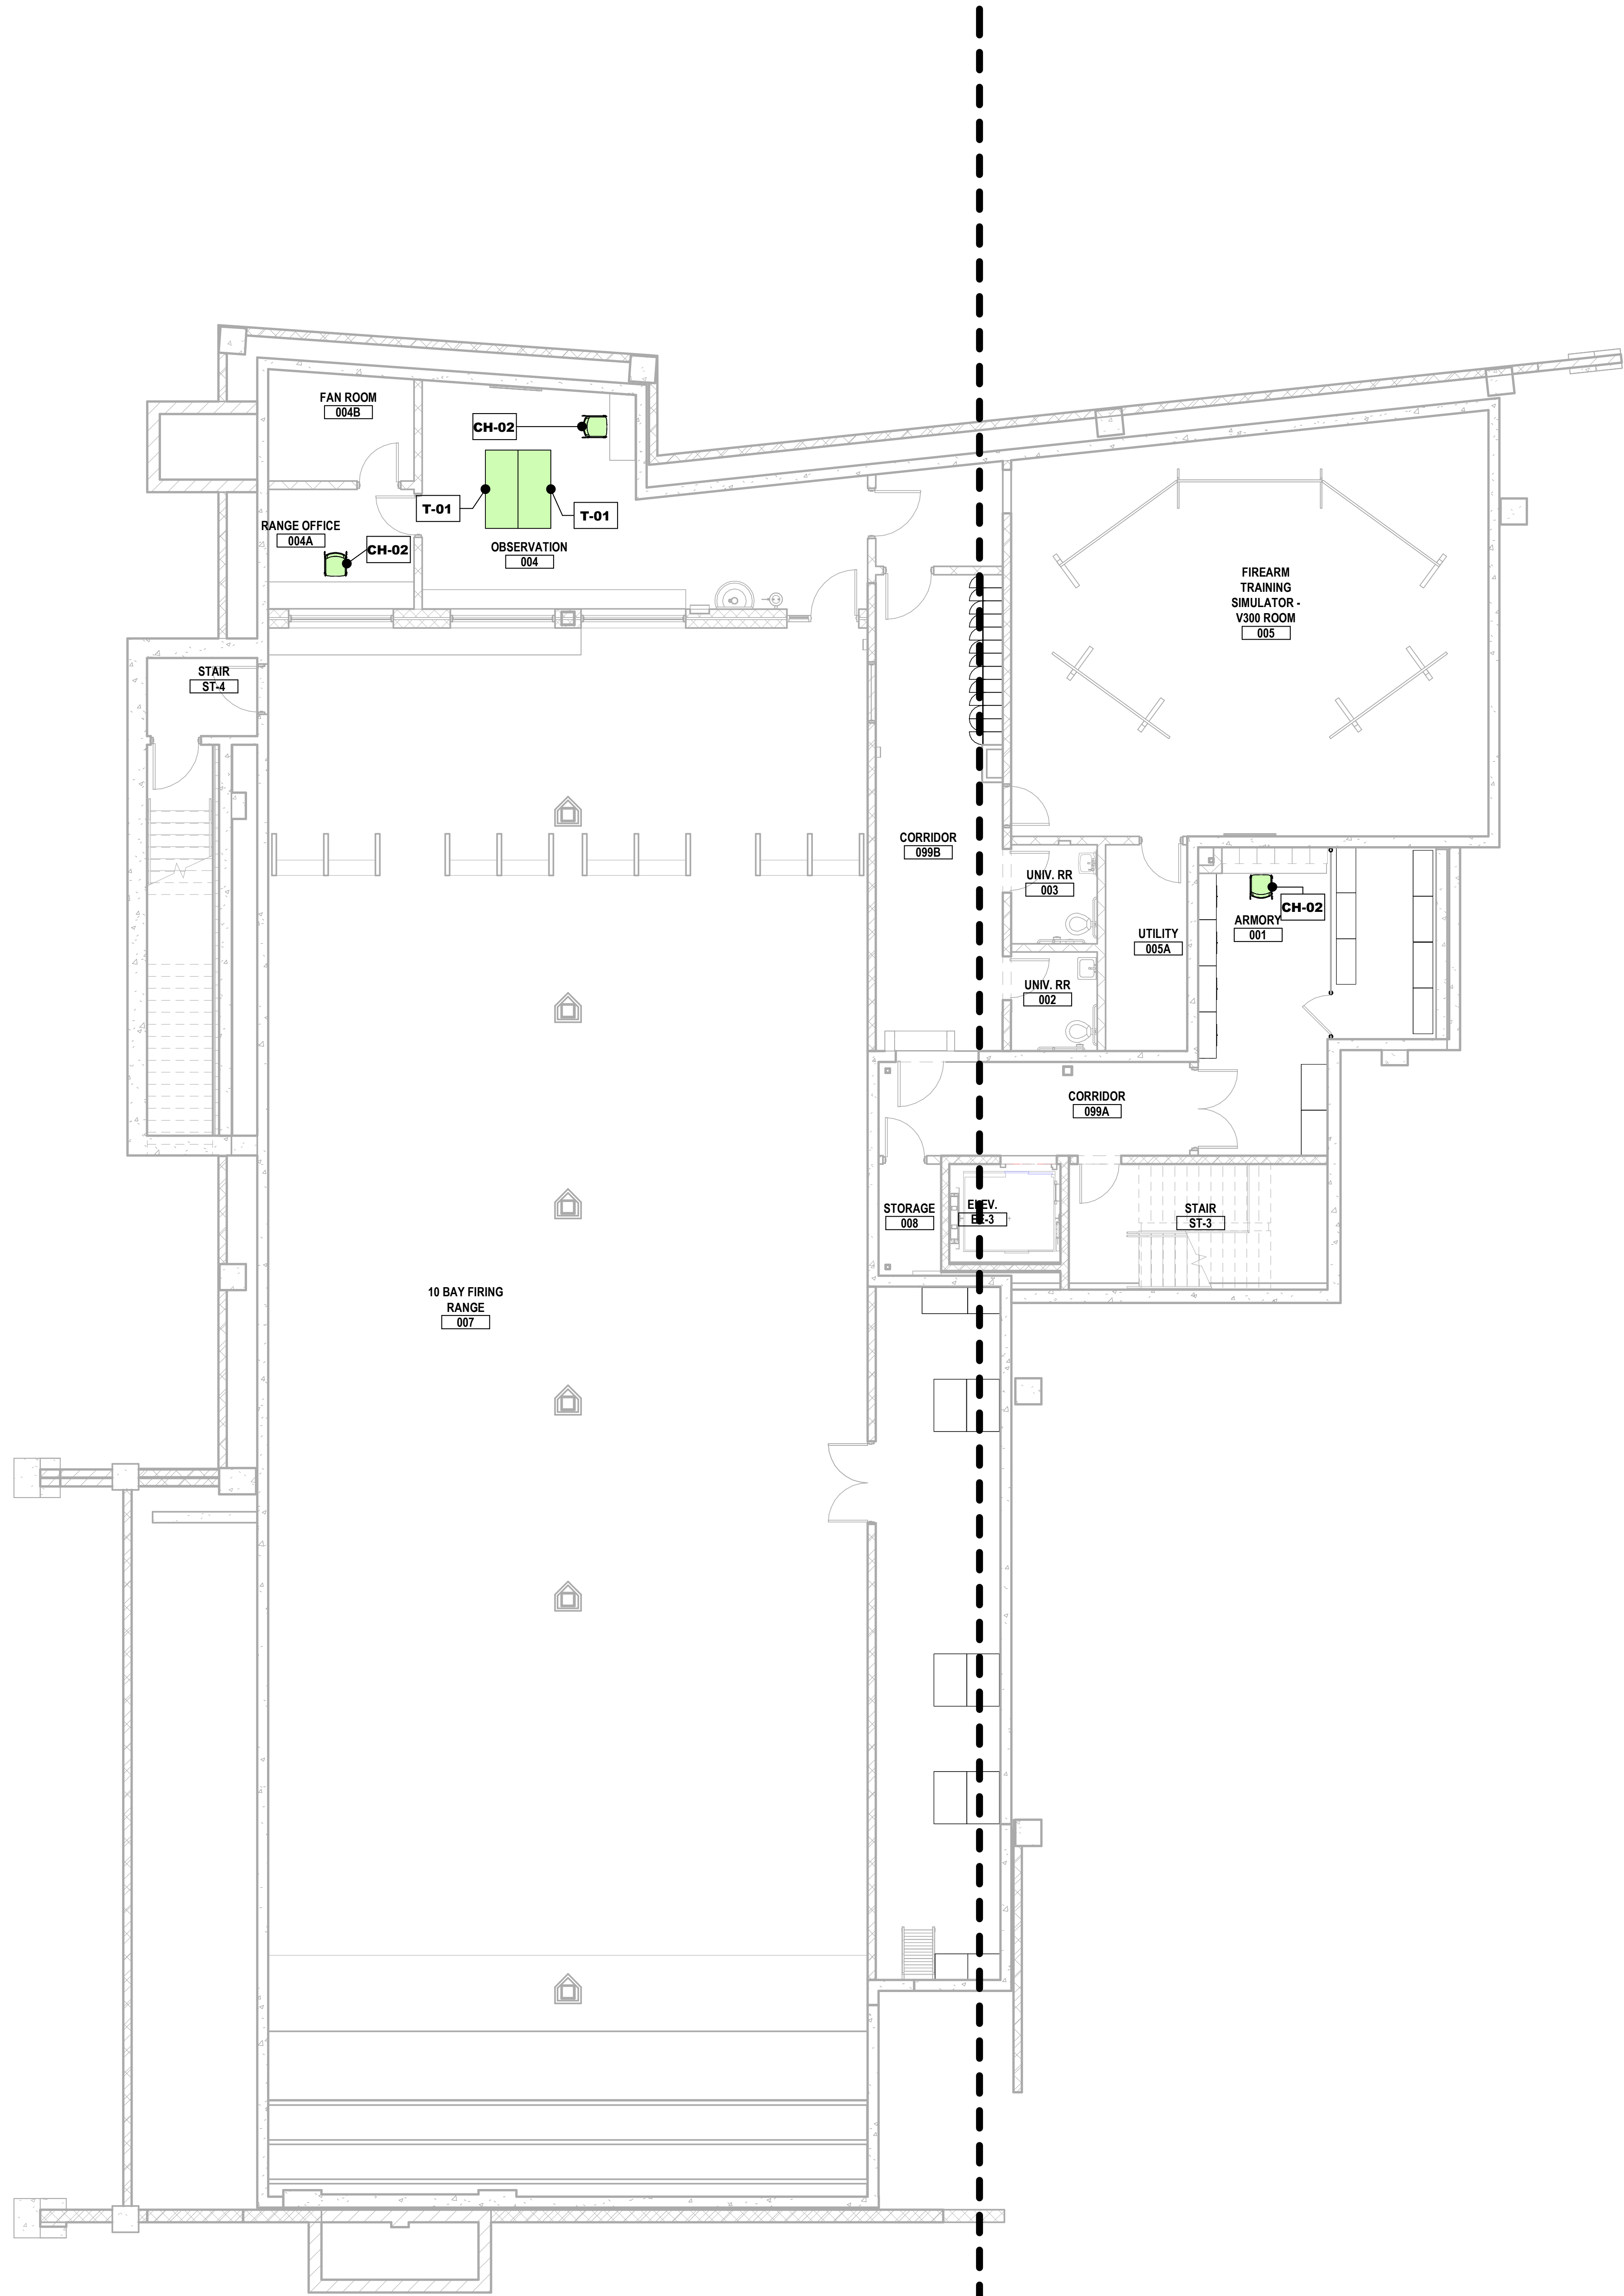 FAN ROOM
004B
CH-02
T-01
T-01
RANGE OFFICE
004A
CH-02
OBSERVATION
004
FIREARM
TRAINING
SIMULATOR -
V300 ROOM
005
STAIR
ST-4
CORRIDOR
099B
UNIV. RR
003
CH-02
ARMORY
001
UTILITY
005A
UNIV. RR
002
CORRIDOR
099A
STORAGE
008
ELEV.
STAIR
ST-3
10 BAY FIRING
RANGE
007